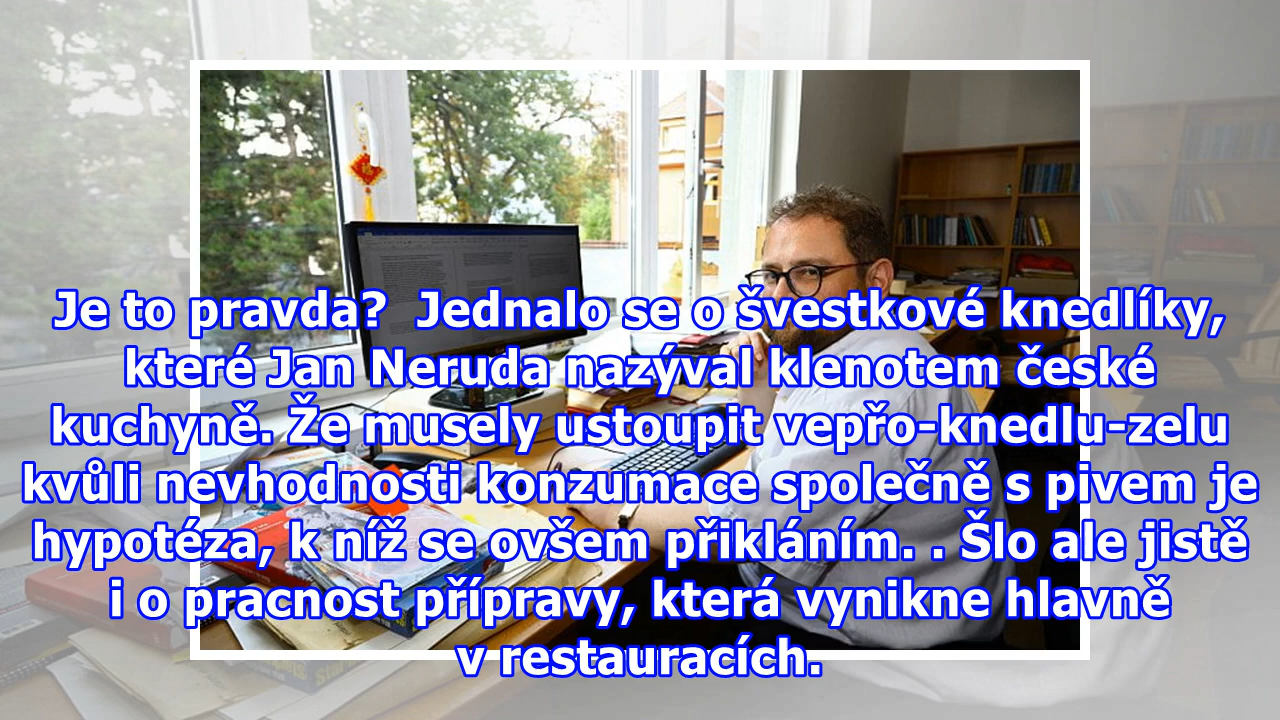 Je to pravda?  Jednalo se o švestkové knedlíky,
které Jan Neruda nazýval klenotem české
kuchyně. Že musely ustoupit vepřo-knedlu-zelu
kvůli nevhodnosti konzumace společně s pivem je
hypotéza, k níž se ovšem přikláním. . Šlo ale jistě
i o pracnost přípravy, která vynikne hlavně
v restauracích.